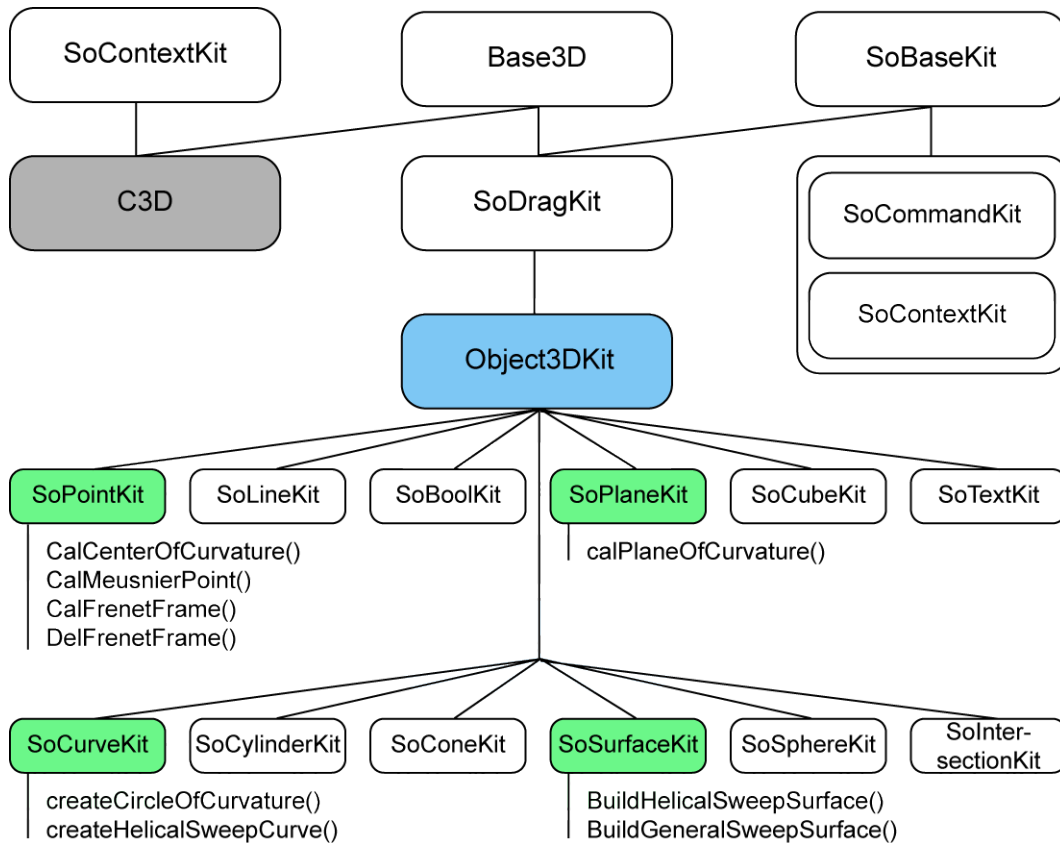 SoContextKit
Base3D
SoBaseKit
C3D
SoDragKit
SoCommandKit
SoContextKit
Object3DKit
SoPointKit
SoLineKit
SoBoolKit
SoPlaneKit
SoCubeKit
SoTextKit
CalCenterOfCurvature()
CalMeusnierPoint()
CalFrenetFrame()
DelFrenetFrame()
calPlaneOfCurvature()
SoCurveKit
SoCylinderKit
SoConeKit
SoSurfaceKit
SoSphereKit
SoInter-
sectionKit
createCircleOfCurvature()
createHelicalSweepCurve()
BuildHelicalSweepSurface()
BuildGeneralSweepSurface()